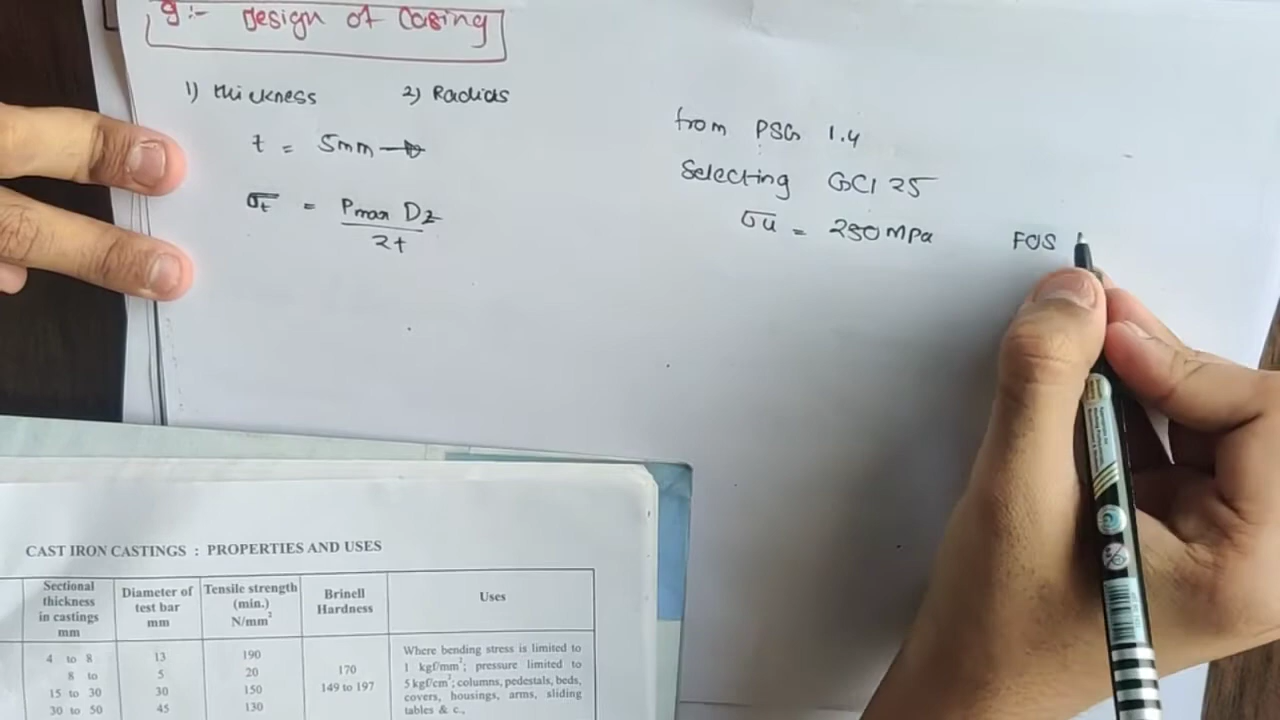 9:- Design of Casing
1) thickness 2) Radius
t = 5mm
σt = Pmax D2
2t
from PSG 1.4
Selecting GCI 25
σu = 250 MPa FOS
CAST IRON CASTINGS : PROPERTIES AND USES
Sectional thickness in castings mm
Diameter of test bar mm
Tensile strength (min.) N/mm²
Brinell Hardness
Uses
4 to 8 13 190
8 to 5 20
15 to 30 30 150
30 to 50 45 130
170
149 to 197
Where bending stress is limited to
1 kgf/mm²; pressure limited to
5 kgf/cm²; columns, pedestals, beds,
covers, housings, arms, sliding
tables & c.,